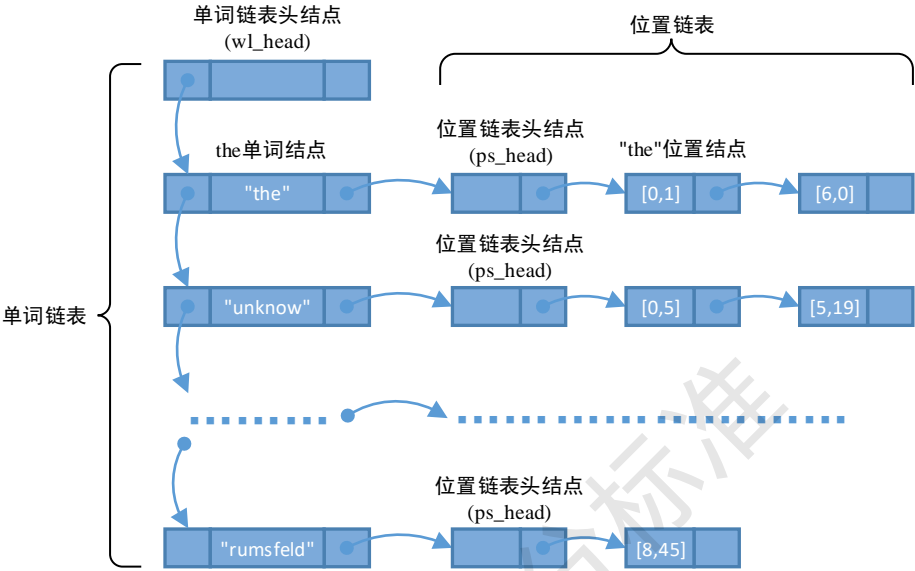 单词链表头结点
(wl_head)
位置链表
单词链表
the单词结点
位置链表头结点
(ps_head)
"the"位置结点
"the"
[0,1]
[6,0]
位置链表头结点
(ps_head)
"unknow"
[0,5]
[5,19]
位置链表头结点
(ps_head)
"rumsfeld"
[8,45]
分标准